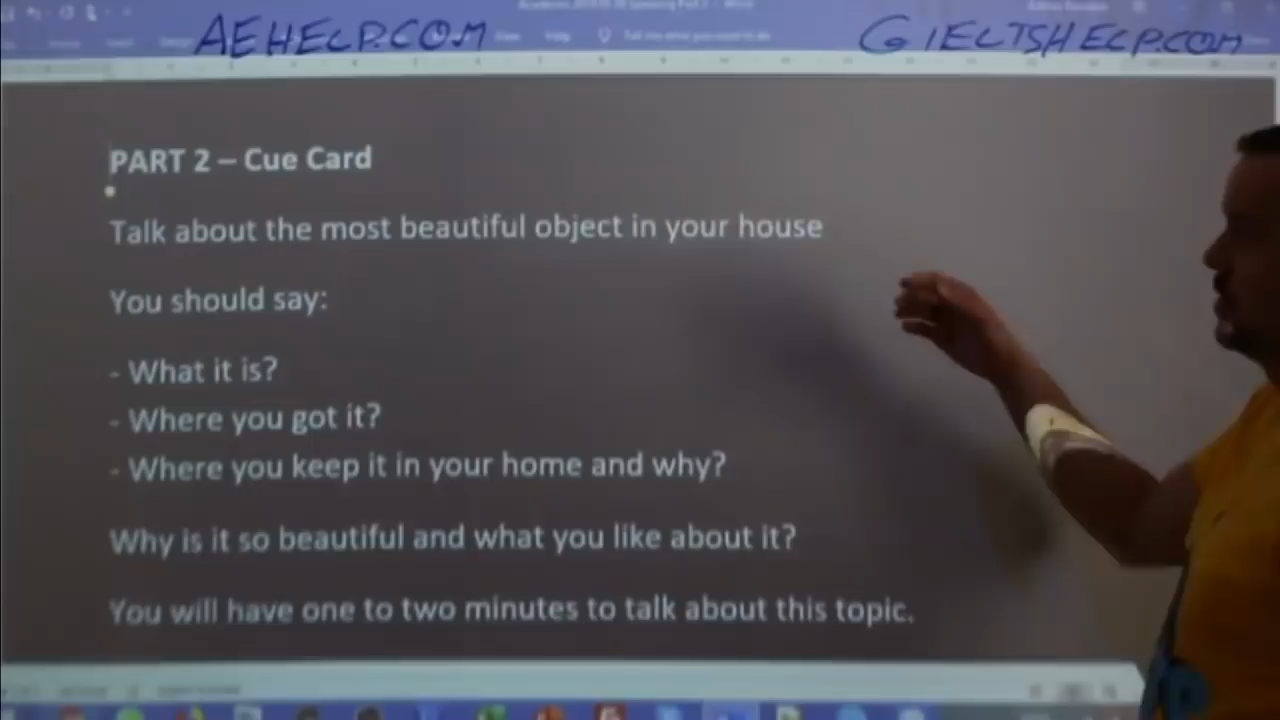 AEHELP.COM
GIELTSHELP.COM
PART 2 – Cue Card
Talk about the most beautiful object in your house
You should say:
- What it is?
- Where you got it?
- Where you keep it in your home and why?
Why is it so beautiful and what you like about it?
You will have one to two minutes to talk about this topic.